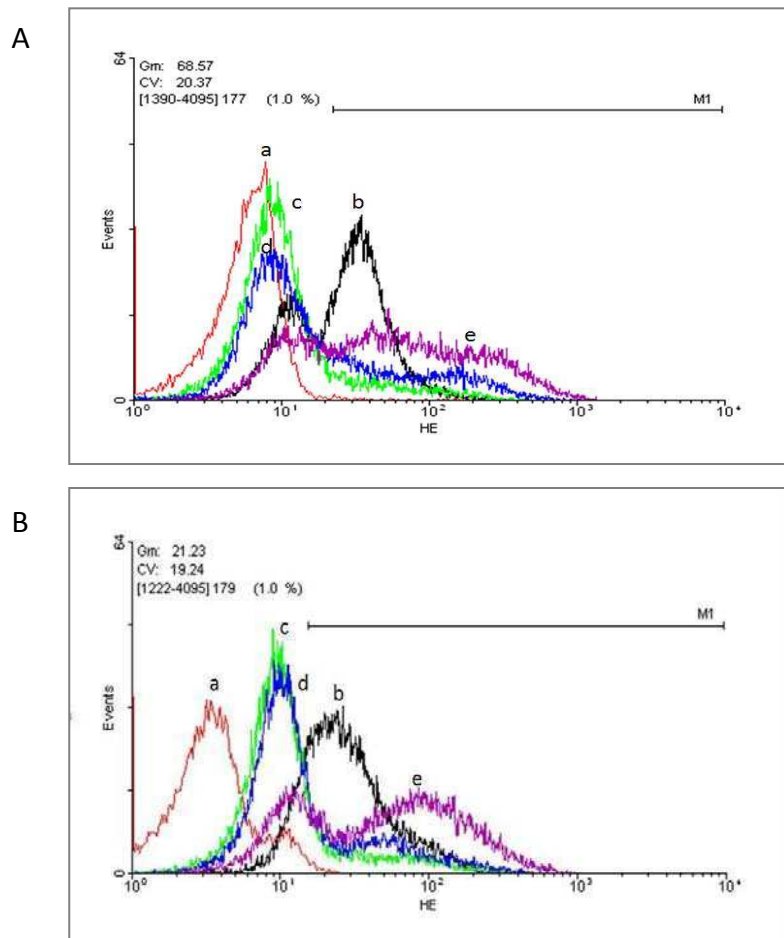 A
64
Gm: 68.57
CV: 20.37
[1390-4095] 177 (1.0 %)
M1
a
c
b
d
e
Events
0
10⁰ 10¹ 10² 10³ 10⁴
HE
B
64
Gm: 21.23
CV: 19.24
[1222-4095] 179 (1.0 %)
M1
c
a
d
b
e
Events
0
10⁰ 10¹ 10² 10³ 10⁴
HE